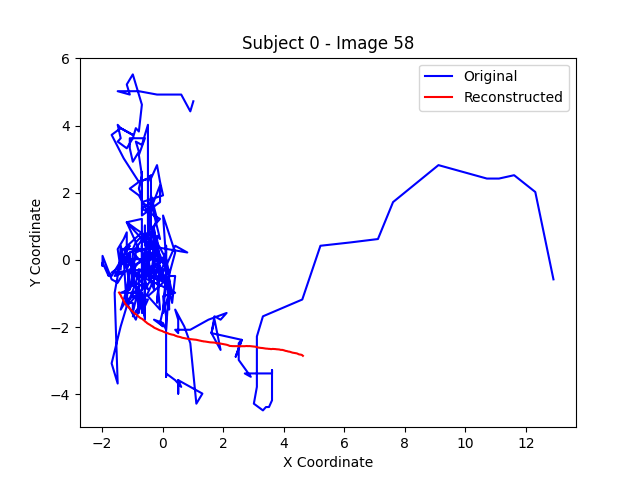 Subject 0 - Image 58
Original
Reconstructed
Y Coordinate
6
4
2
0
−2
−4
−2 0 2 4 6 8 10 12
X Coordinate